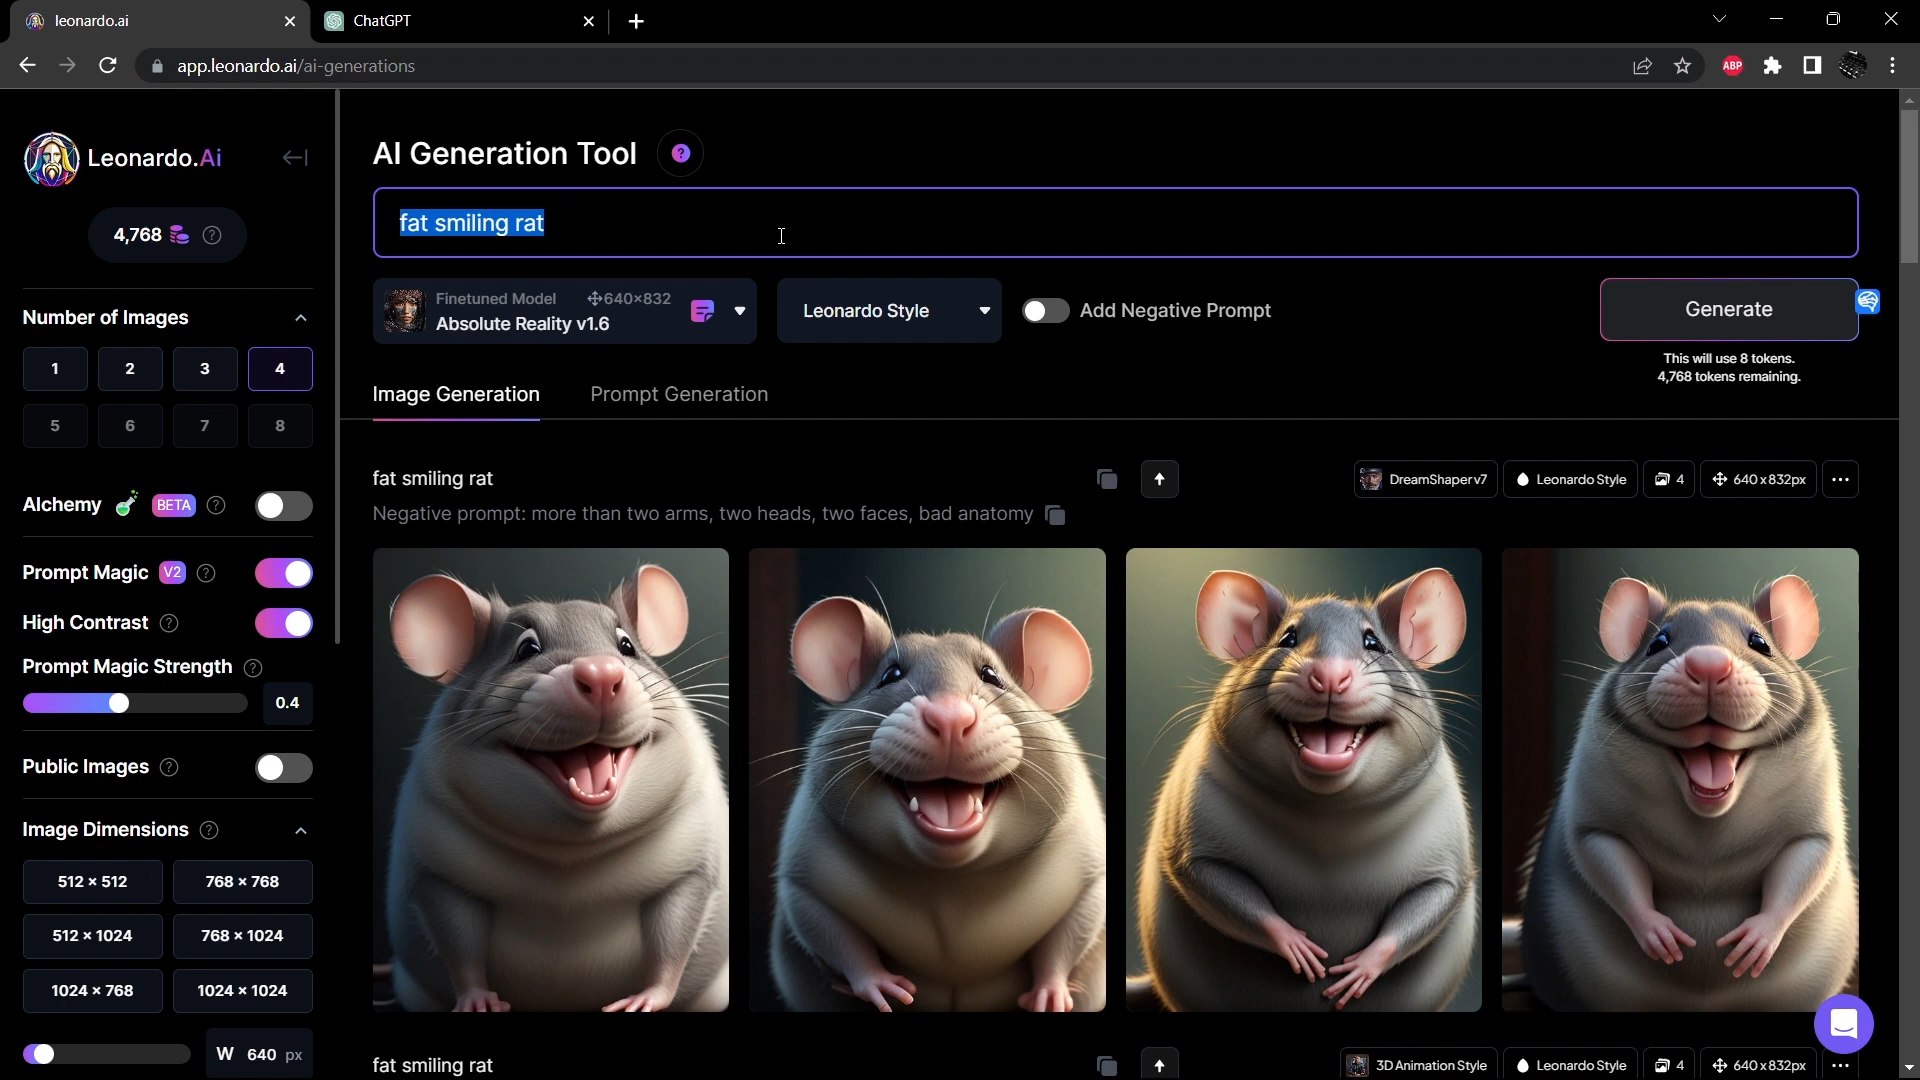 leonardo.ai
ChatGPT
app.leonardo.ai/ai-generations
ABP
Leonardo.Ai
4,768
Number of Images
1 2 3 4
5 6 7 8
Alchemy BETA
Prompt Magic V2
High Contrast
Prompt Magic Strength
0.4
Public Images
Image Dimensions
512 × 512 768 × 768
512 × 1024 768 × 1024
1024 × 768 1024 × 1024
W 640 px
AI Generation Tool
fat smiling rat
Finetuned Model 640×832
Absolute Reality v1.6
Leonardo Style
Add Negative Prompt
Generate
This will use 8 tokens.
4,768 tokens remaining.
Image Generation Prompt Generation
fat smiling rat
DreamShaper v7 Leonardo Style 4 640 x 832px
Negative prompt: more than two arms, two heads, two faces, bad anatomy
fat smiling rat
3D Animation Style Leonardo Style 4 640 x 832px